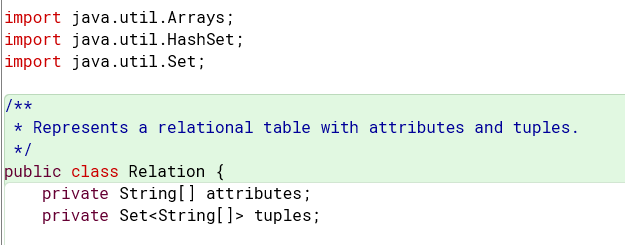 import java.util.Arrays;
import java.util.HashSet;
import java.util.Set;
/**
 * Represents a relational table with attributes and tuples.
 */
public class Relation {
    private String[] attributes;
    private Set<String[]> tuples;